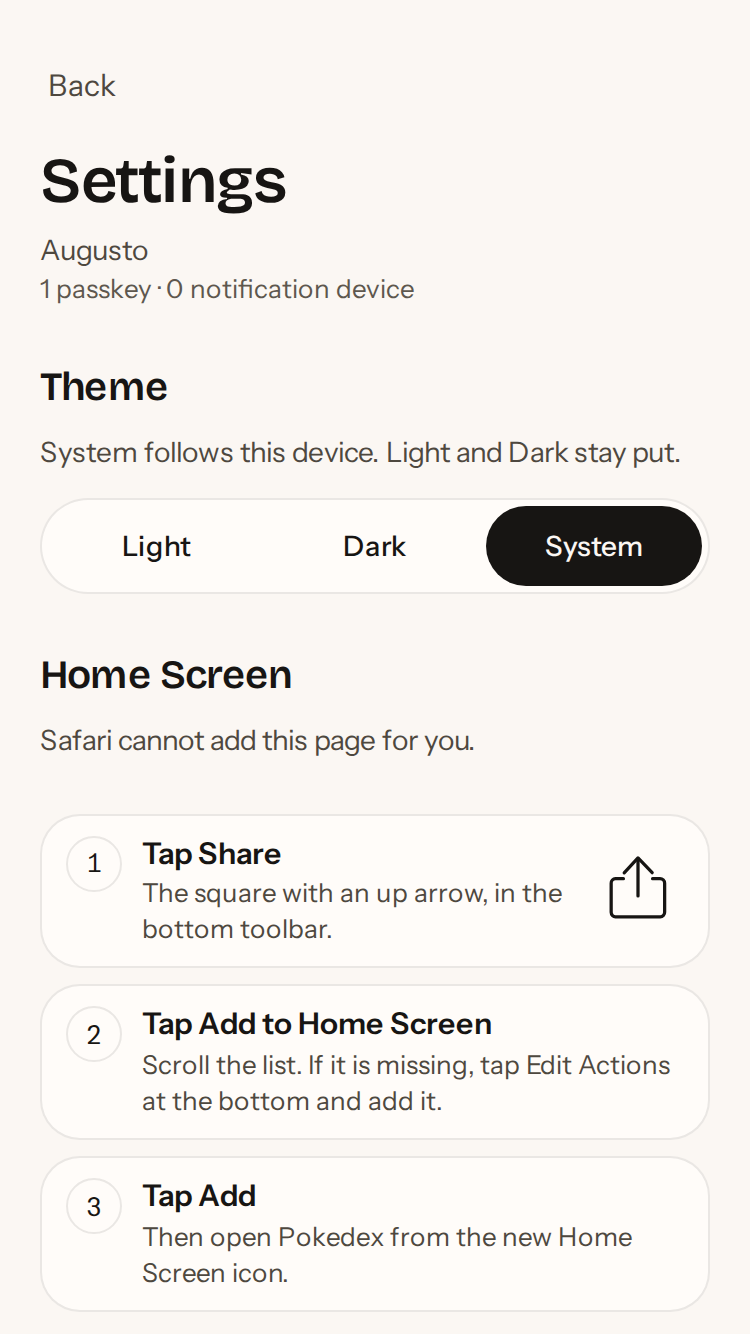 Back
Settings
Augusto
1 passkey · 0 notification device
Theme
System follows this device. Light and Dark stay put.
Light
Dark
System
Home Screen
Safari cannot add this page for you.
1
Tap Share
The square with an up arrow, in the
bottom toolbar.
2
Tap Add to Home Screen
Scroll the list. If it is missing, tap Edit Actions
at the bottom and add it.
3
Tap Add
Then open Pokedex from the new Home
Screen icon.